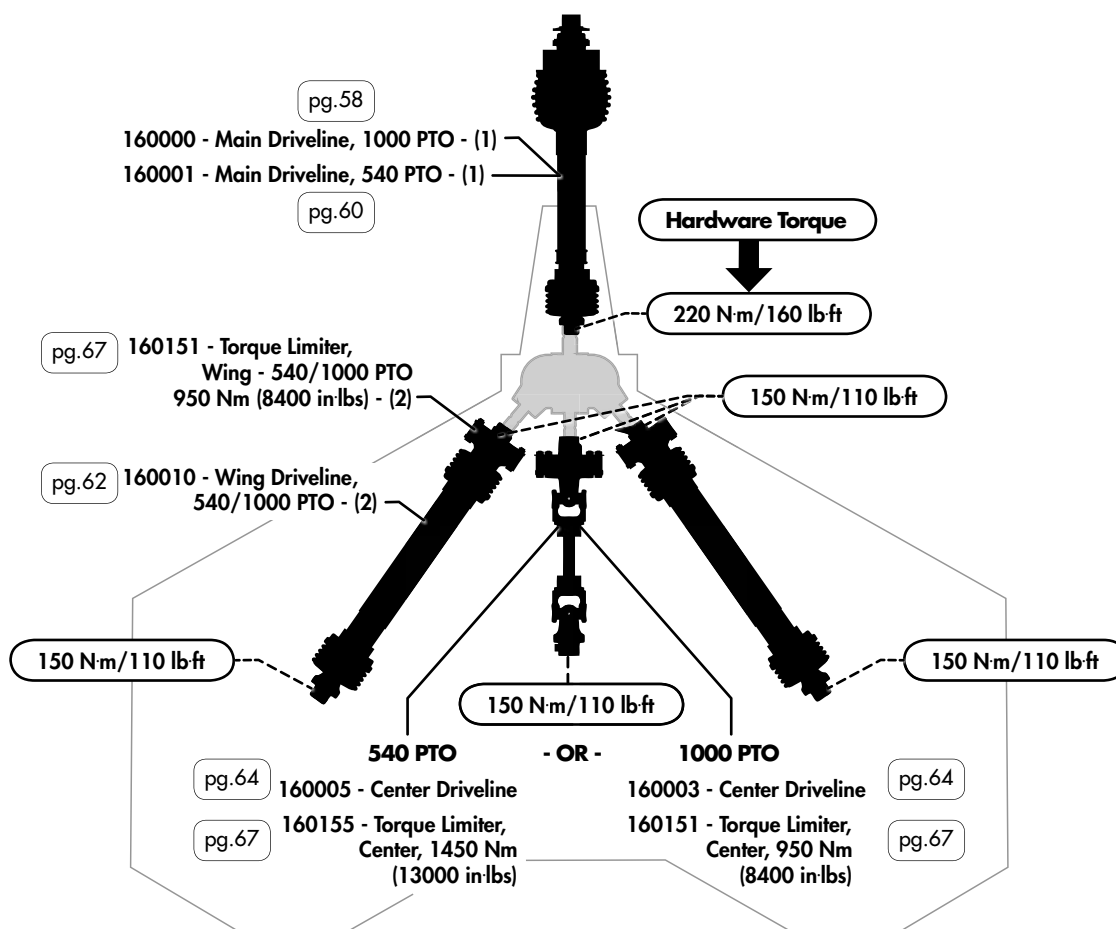 pg.58
160000 - Main Driveline, 1000 PTO - (1)
160001 - Main Driveline, 540 PTO - (1)
pg.60
Hardware Torque
220 N·m/160 lb·ft
pg.67
160151 - Torque Limiter,
Wing - 540/1000 PTO
950 Nm (8400 in·lbs) - (2)
150 N·m/110 lb·ft
pg.62
160010 - Wing Driveline,
540/1000 PTO - (2)
150 N·m/110 lb·ft
150 N·m/110 lb·ft
150 N·m/110 lb·ft
540 PTO
- OR -
1000 PTO
pg.64
160005 - Center Driveline
pg.67
160155 - Torque Limiter,
Center, 1450 Nm
(13000 in·lbs)
160003 - Center Driveline
pg.64
160151 - Torque Limiter,
Center, 950 Nm
(8400 in·lbs)
pg.67